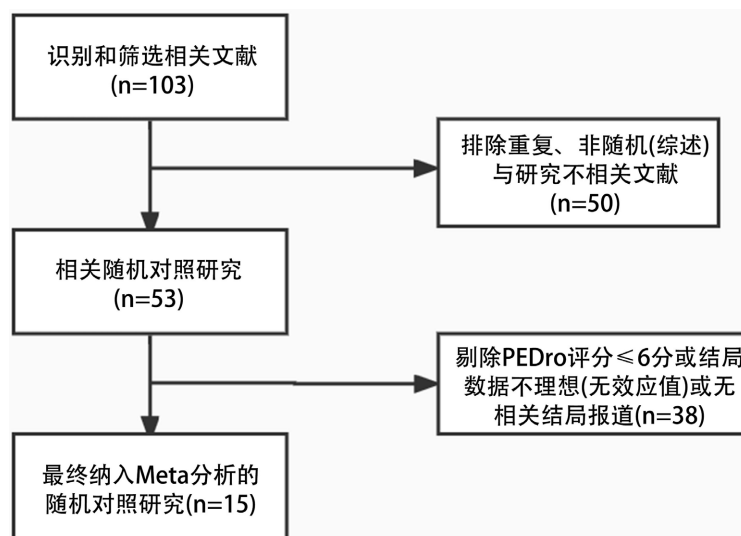 识别和筛选相关文献
(n=103)
排除重复、非随机(综述)
与研究不相关文献
(n=50)
相关随机对照研究
(n=53)
剔除PEDro评分≤6分或结局
数据不理想(无效应值)或无
相关结局报道(n=38)
最终纳入Meta分析的
随机对照研究(n=15)